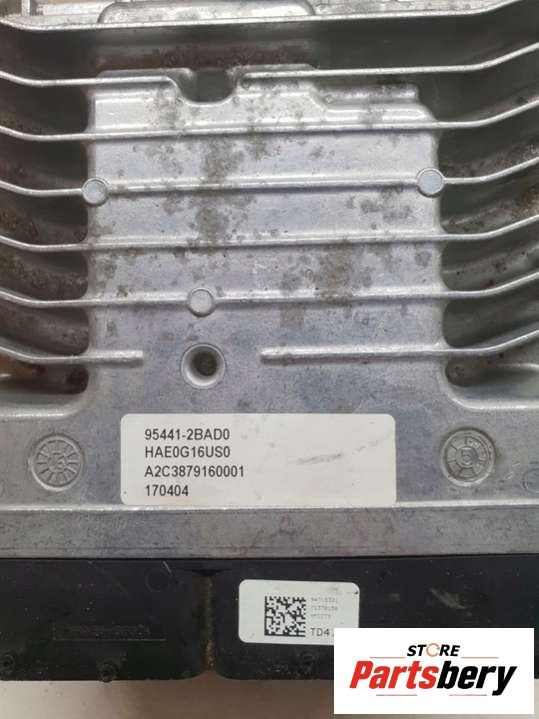 95441-2BAD0
HAE0G16US0
A2C3879160001
170404
TD4
STORE
Partsbery